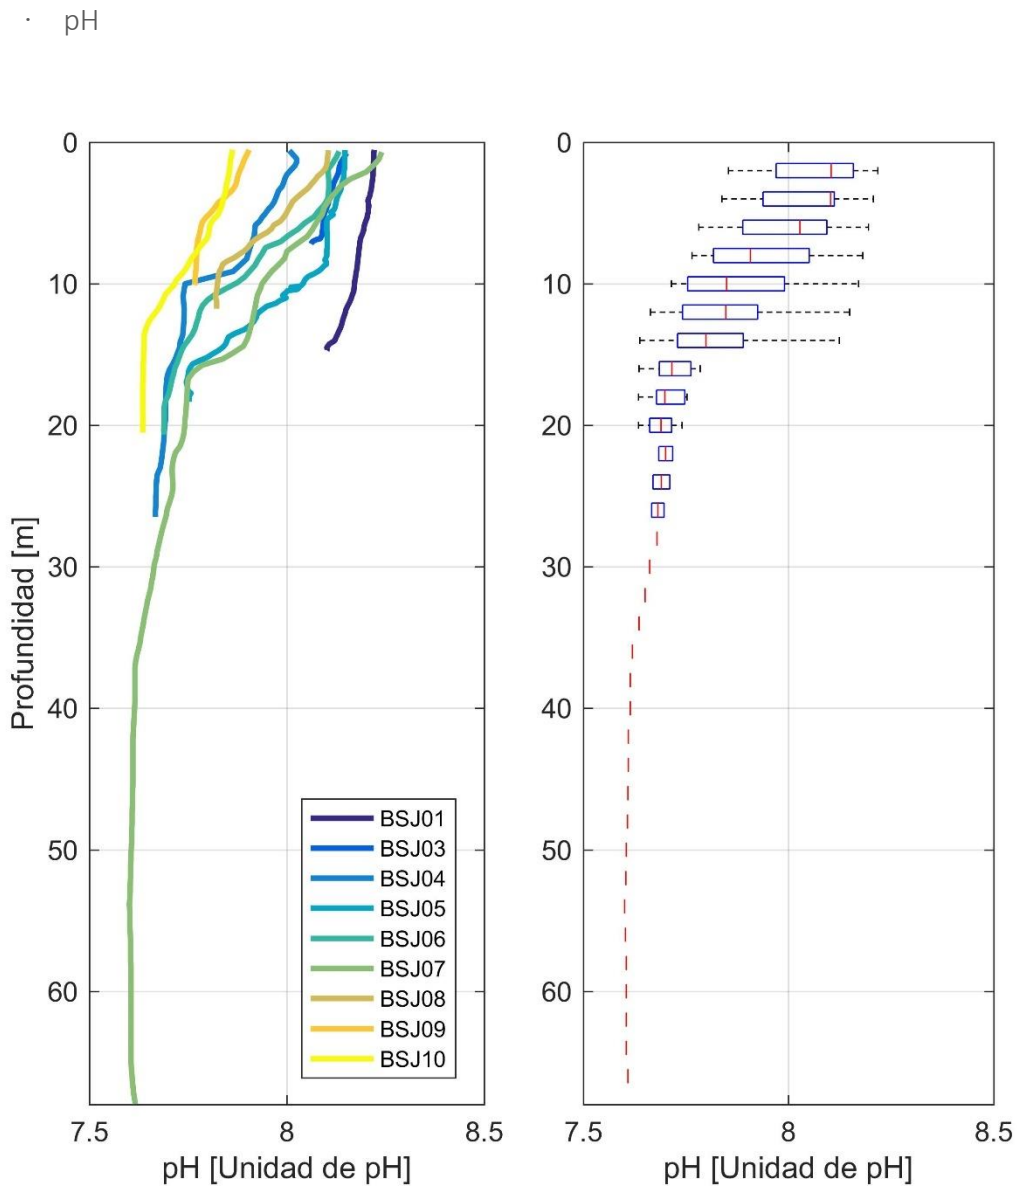 · pH
0
10
20
30
40
50
60
7.5 8 8.5
pH [Unidad de pH]
Profundidad [m]
BSJ01
BSJ03
BSJ04
BSJ05
BSJ06
BSJ07
BSJ08
BSJ09
BSJ10
0
10
20
30
40
50
60
7.5 8 8.5
pH [Unidad de pH]